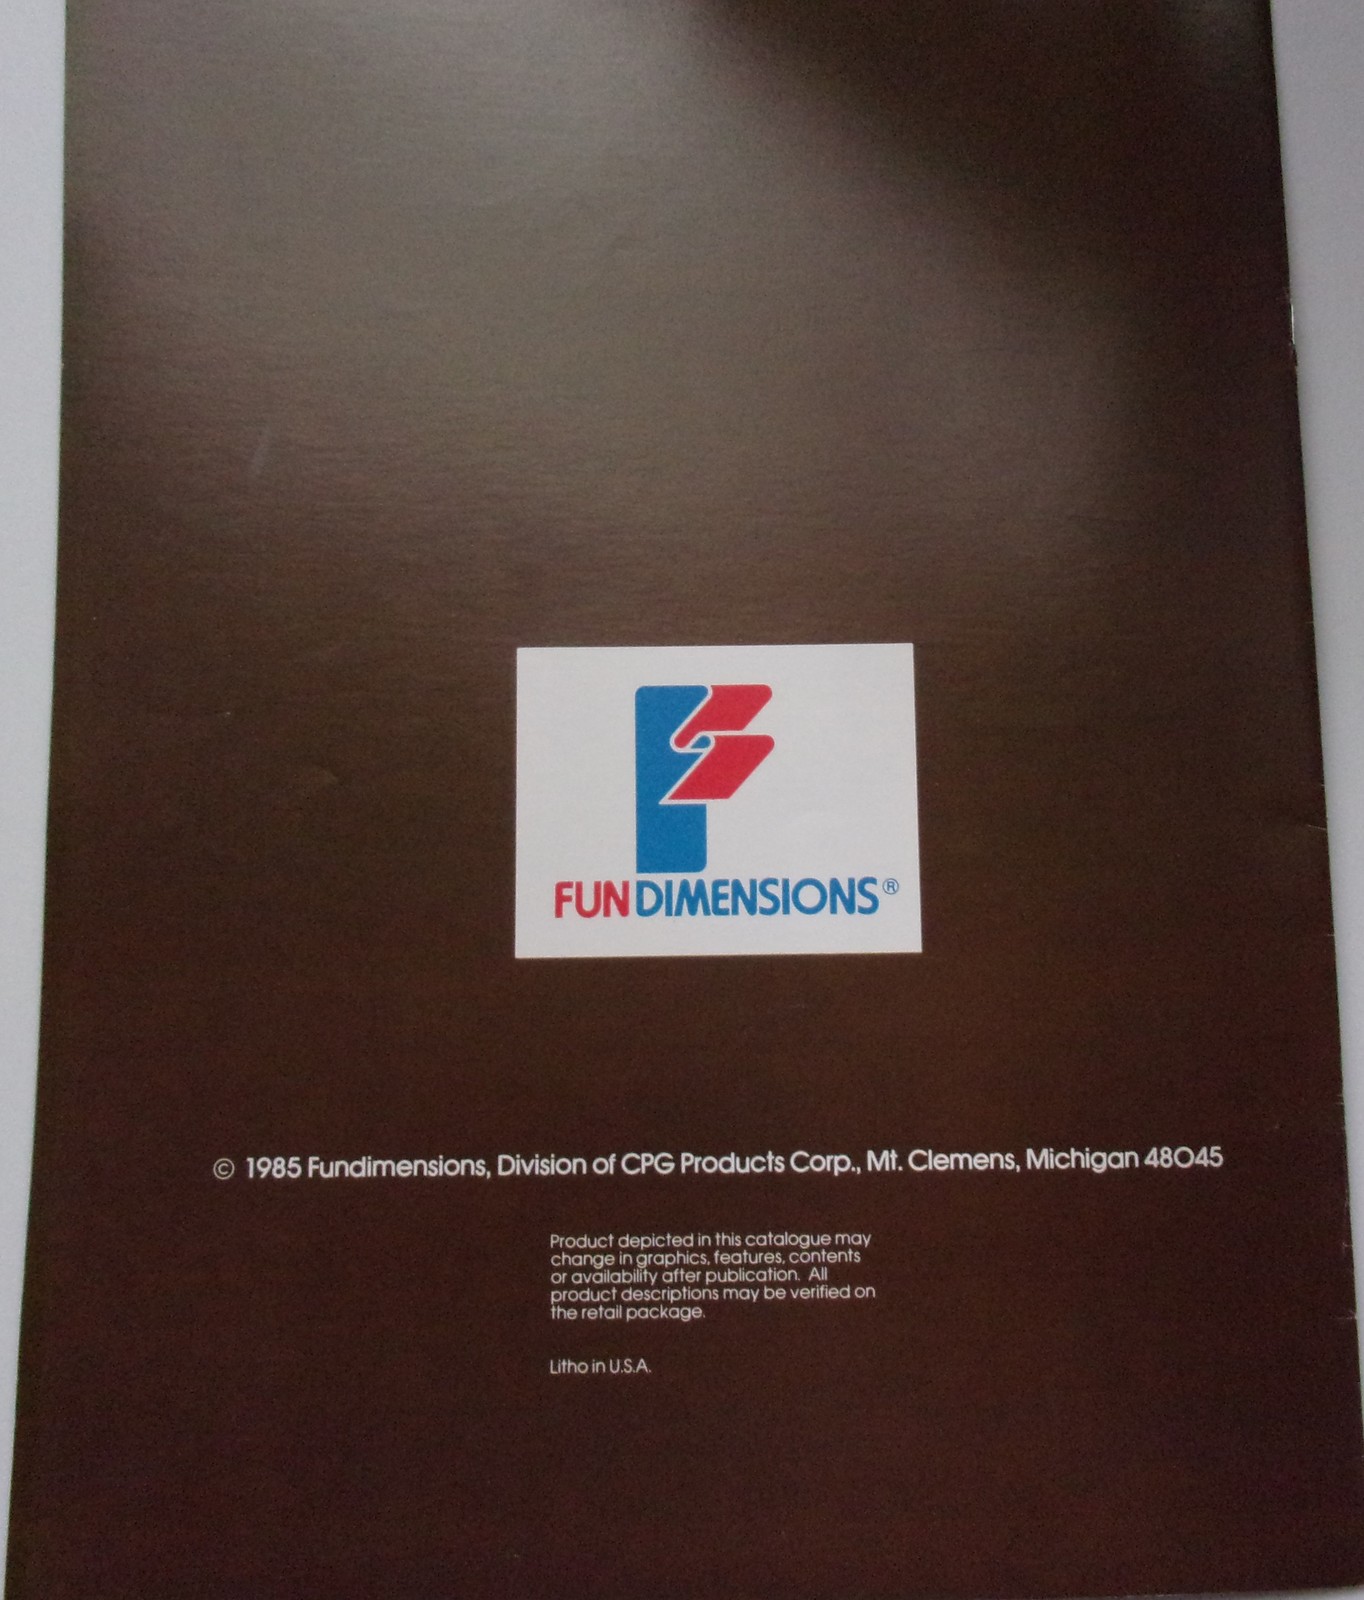 FUNDIMENSIONS®
© 1985 Fundimensions, Division of CPG Products Corp., Mt. Clemens, Michigan 48045
Product depicted in this catalogue may
change in graphics, features, contents
or availability after publication. All
product descriptions may be verified on
the retail package.
Litho in U.S.A.